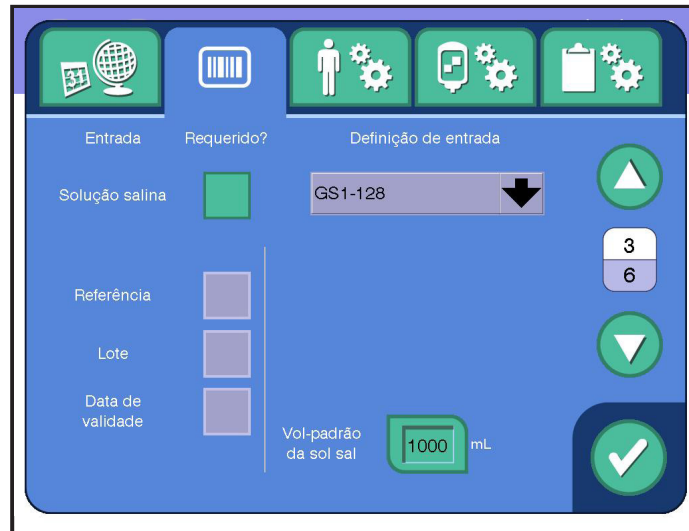 31
Entrada Requerido? Definição de entrada
Solução salina GS1-128
3
6
Referência
Lote
Data de
validade
Vol-padrão
da sol sal
1000 mL